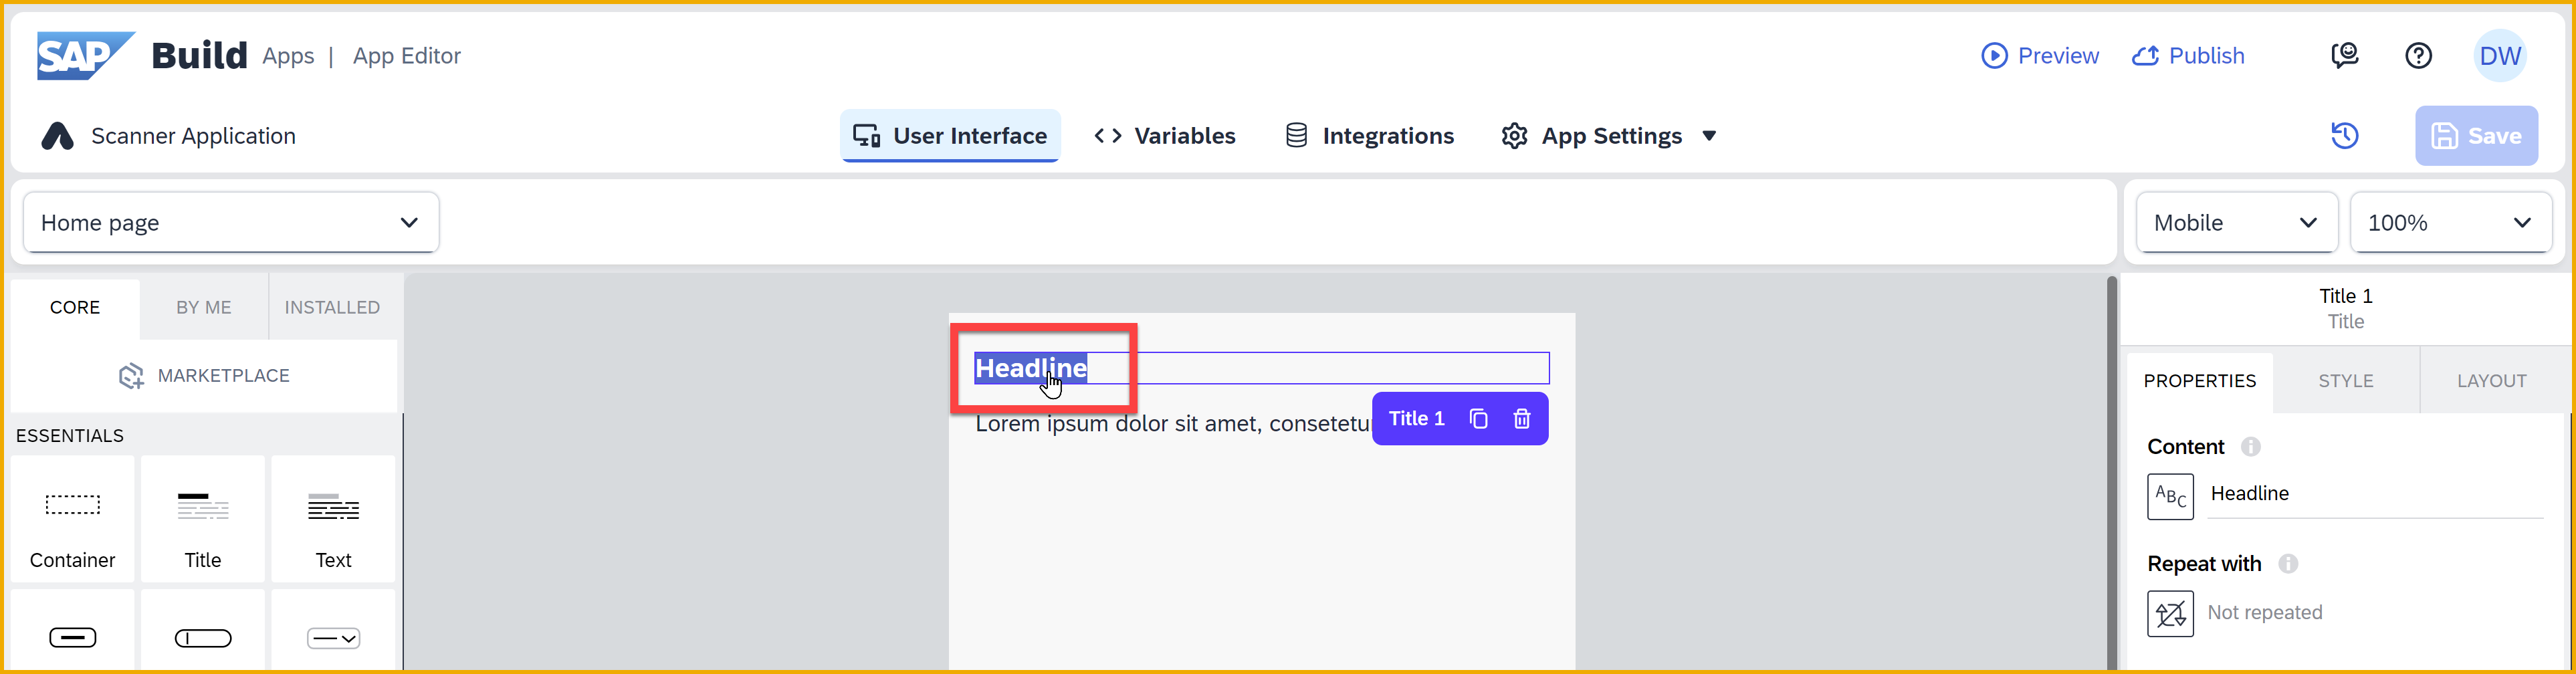 SAP Build Apps | App Editor
Preview
Publish
DW
Scanner Application
User Interface
Variables
Integrations
App Settings
Save
Home page
Mobile
100%
CORE
BY ME
INSTALLED
MARKETPLACE
ESSENTIALS
Container
Title
Text
Headline
Lorem ipsum dolor sit amet, consetetu
Title 1
Title 1
Title
PROPERTIES
STYLE
LAYOUT
Content
ABC
Headline
Repeat with
Not repeated